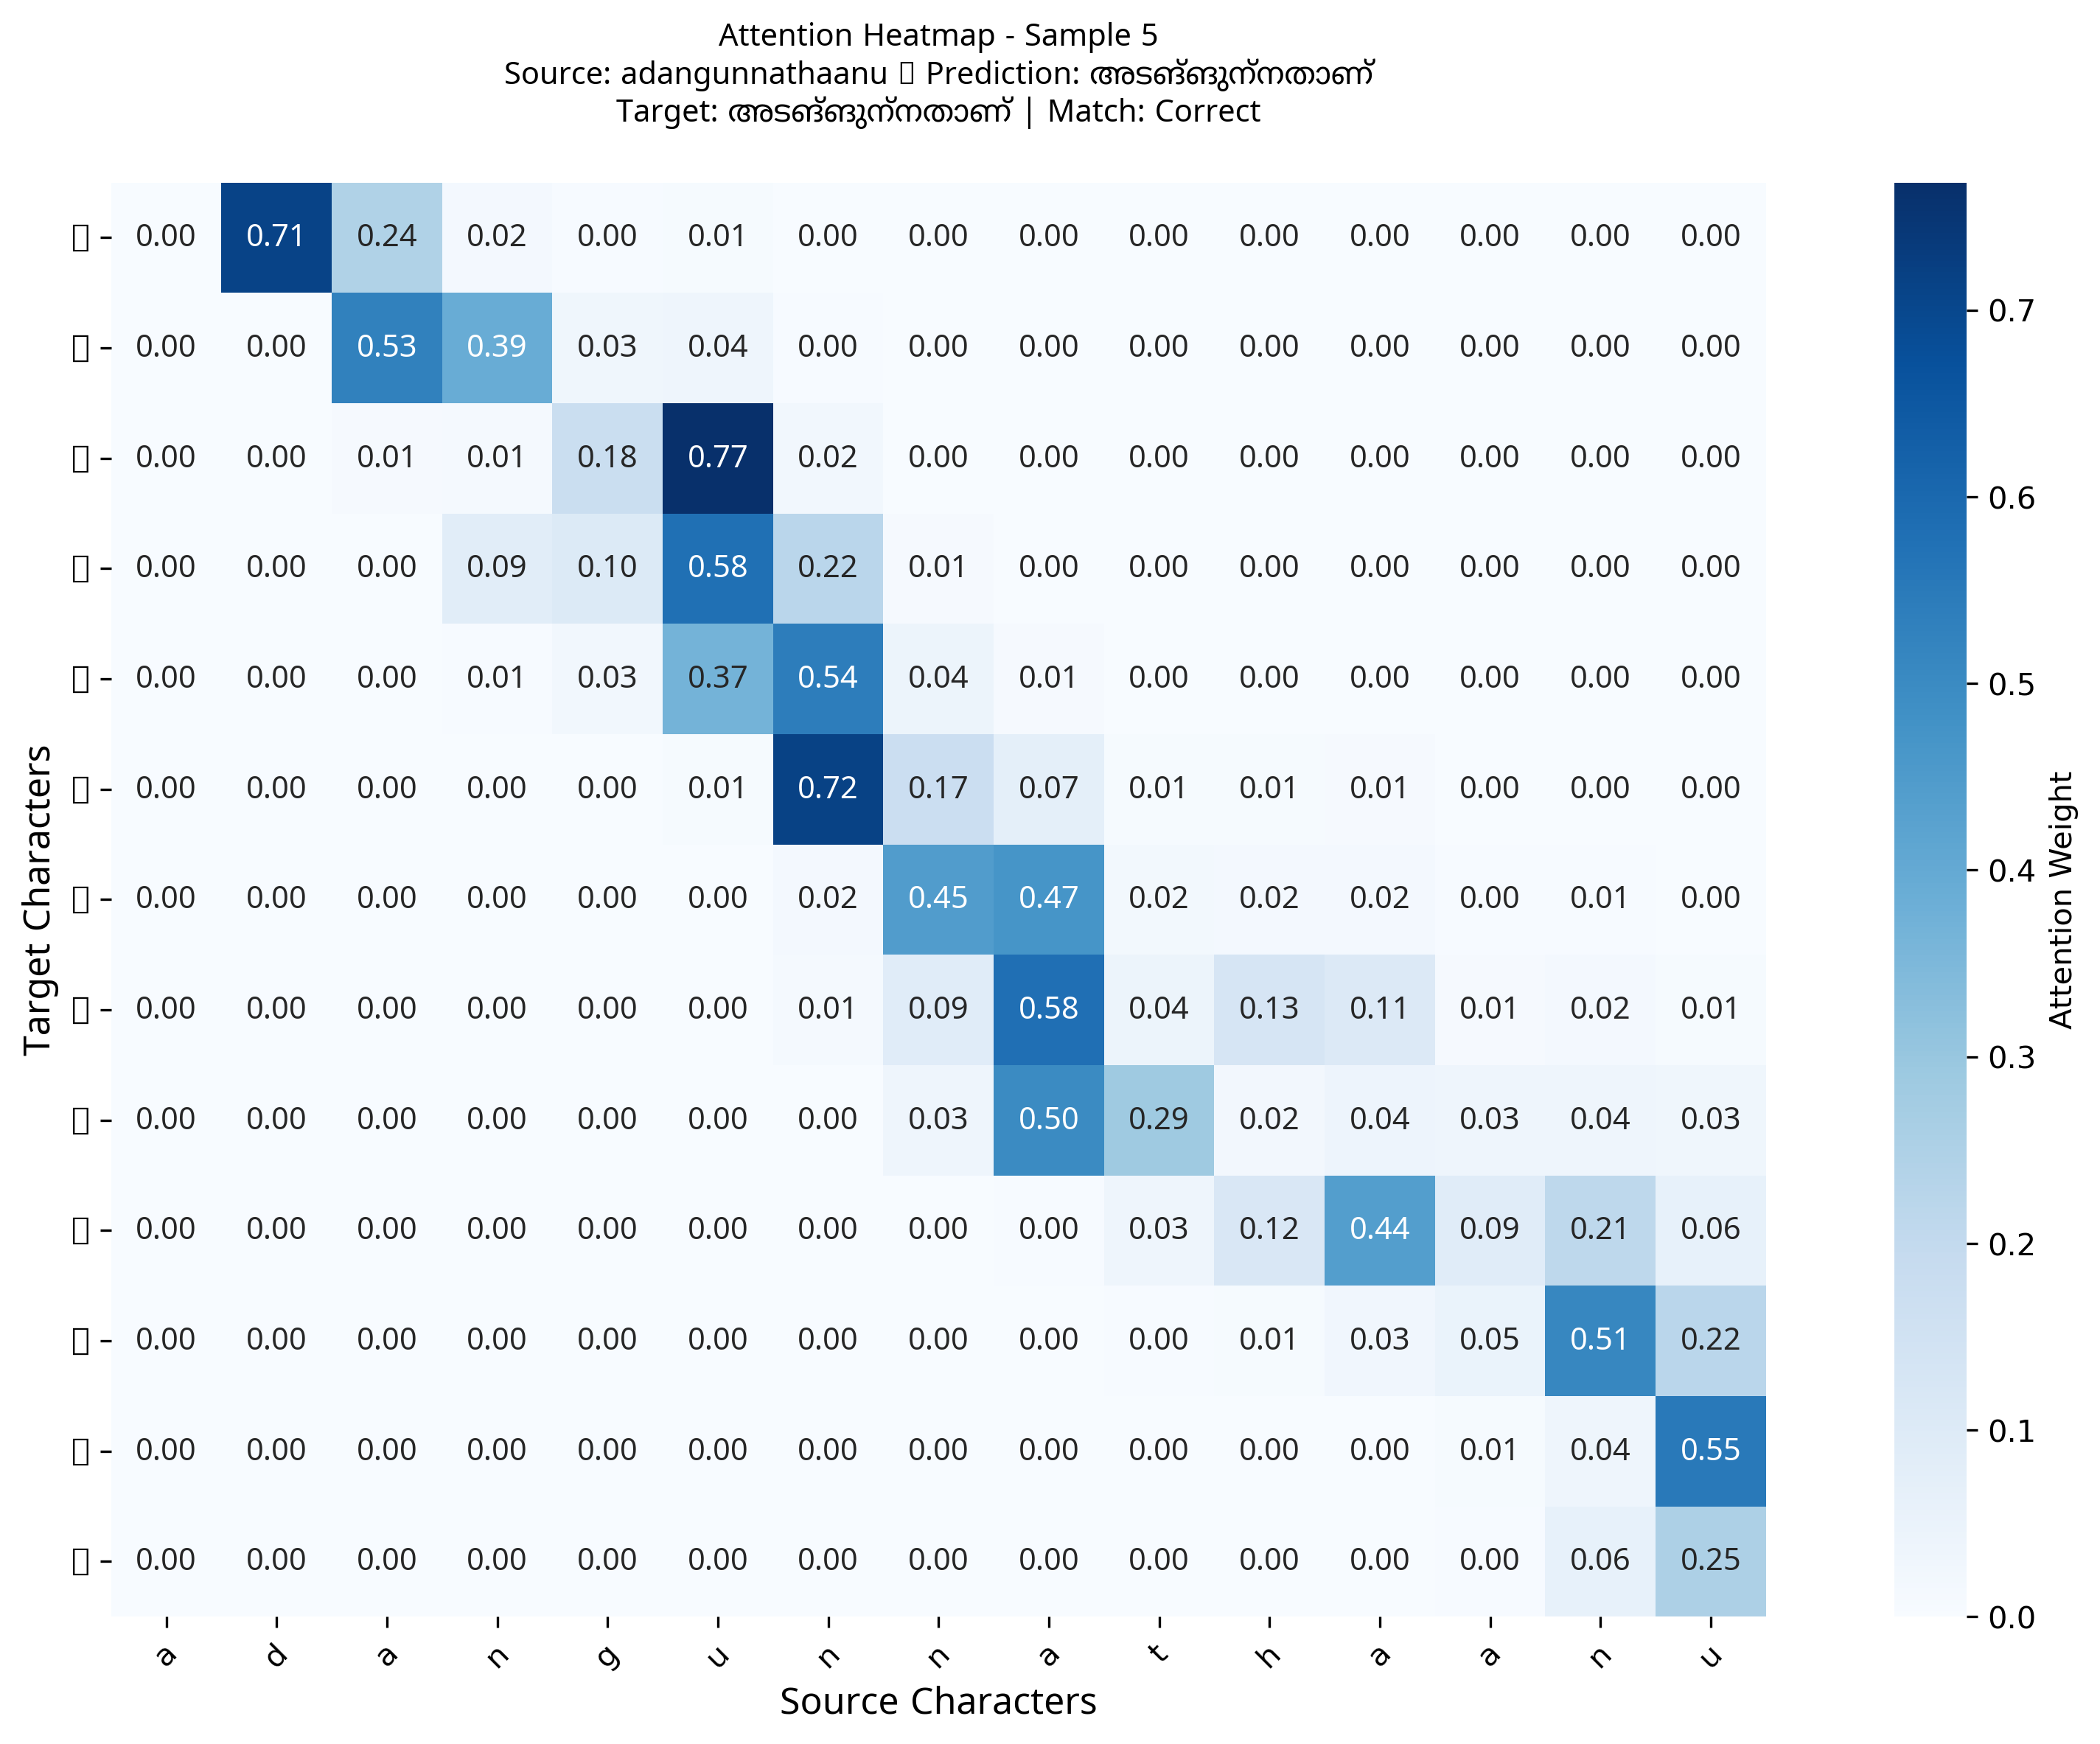 Attention Heatmap - Sample 5
Source: adangunnathaanu Prediction: അടങ്ങുന്നതാണ്
Target: അടങ്ങുന്നതാണ് | Match: Correct
0.00 0.71 0.24 0.02 0.00 0.01 0.00 0.00 0.00 0.00 0.00 0.00 0.00 0.00 0.00
0.00 0.00 0.53 0.39 0.03 0.04 0.00 0.00 0.00 0.00 0.00 0.00 0.00 0.00 0.00
0.00 0.00 0.01 0.01 0.18 0.77 0.02 0.00 0.00 0.00 0.00 0.00 0.00 0.00 0.00
0.00 0.00 0.00 0.09 0.10 0.58 0.22 0.01 0.00 0.00 0.00 0.00 0.00 0.00 0.00
0.00 0.00 0.00 0.01 0.03 0.37 0.54 0.04 0.01 0.00 0.00 0.00 0.00 0.00 0.00
0.00 0.00 0.00 0.00 0.00 0.01 0.72 0.17 0.07 0.01 0.01 0.01 0.00 0.00 0.00
0.00 0.00 0.00 0.00 0.00 0.00 0.02 0.45 0.47 0.02 0.02 0.02 0.00 0.01 0.00
0.00 0.00 0.00 0.00 0.00 0.00 0.01 0.09 0.58 0.04 0.13 0.11 0.01 0.02 0.01
0.00 0.00 0.00 0.00 0.00 0.00 0.00 0.03 0.50 0.29 0.02 0.04 0.03 0.04 0.03
0.00 0.00 0.00 0.00 0.00 0.00 0.00 0.00 0.00 0.03 0.12 0.44 0.09 0.21 0.06
0.00 0.00 0.00 0.00 0.00 0.00 0.00 0.00 0.00 0.00 0.01 0.03 0.05 0.51 0.22
0.00 0.00 0.00 0.00 0.00 0.00 0.00 0.00 0.00 0.00 0.00 0.00 0.01 0.04 0.55
0.00 0.00 0.00 0.00 0.00 0.00 0.00 0.00 0.00 0.00 0.00 0.00 0.00 0.06 0.25
a d a n g u n n a t h a a n u
Source Characters
Target Characters
0.7
0.6
0.5
0.4
0.3
0.2
0.1
0.0
Attention Weight